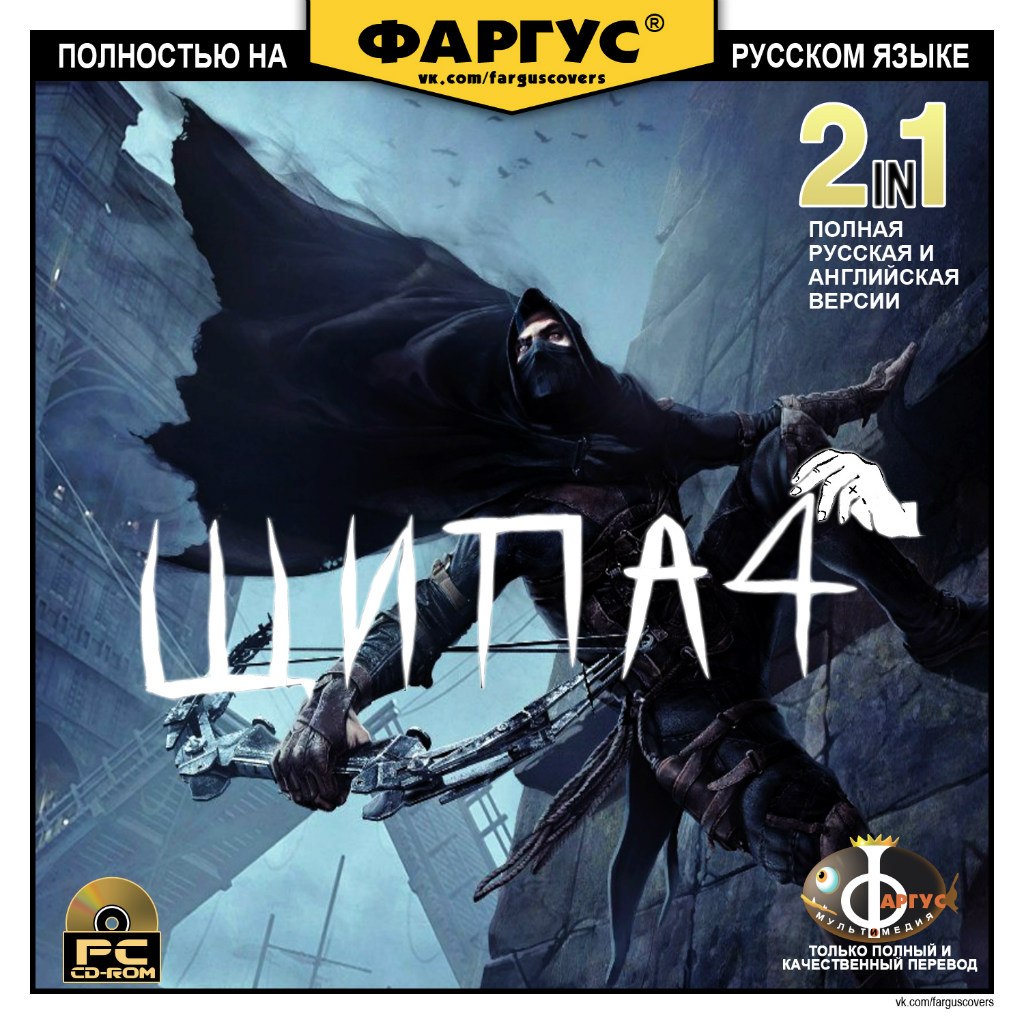 ПОЛНОСТЬЮ НА
ФАРГУС®
vk.com/farguscovers
РУССКОМ ЯЗЫКЕ
2IN1
ПОЛНАЯ
РУССКАЯ И
АНГЛИЙСКАЯ
ВЕРСИИ
ЩИПА4
PC
CD-ROM
ФАРГУС
МУЛЬТИМЕДИЯ
ТОЛЬКО ПОЛНЫЙ И
КАЧЕСТВЕННЫЙ ПЕРЕВОД
vk.com/farguscovers